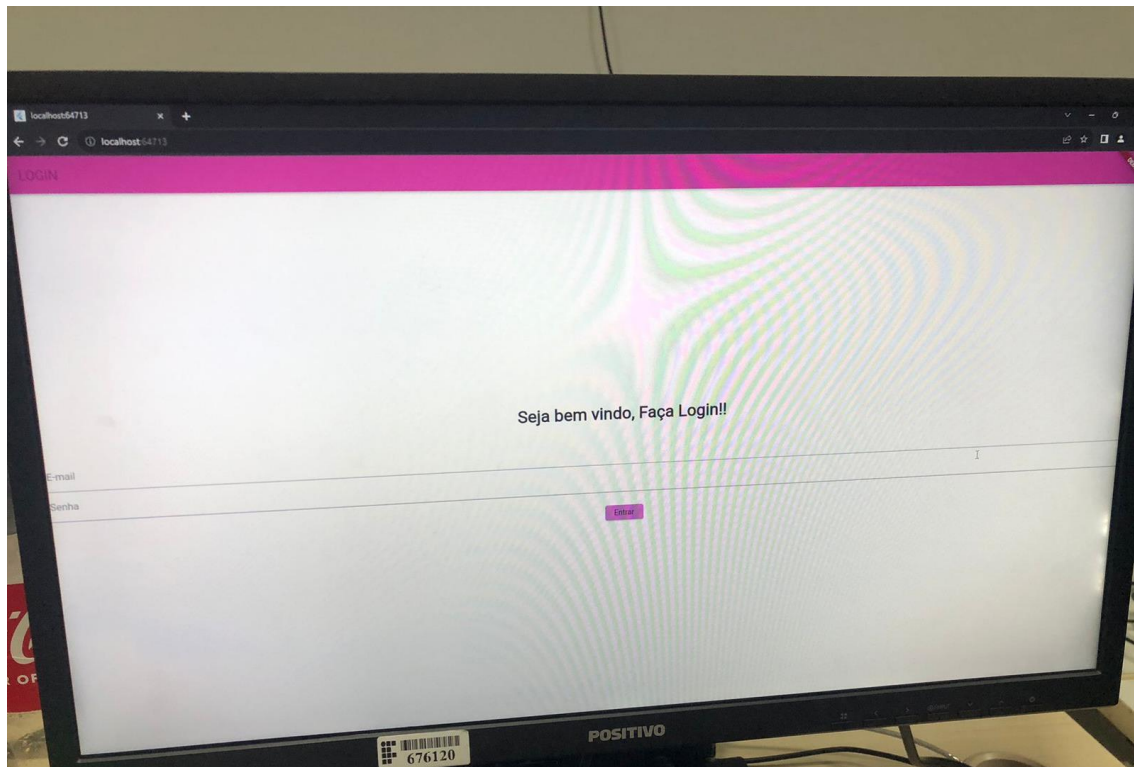 localhost:64713
localhost:64713
LOGIN
Seja bem vindo, Faça Login!!
E-mail
Senha
Entrar
POSITIVO
676120